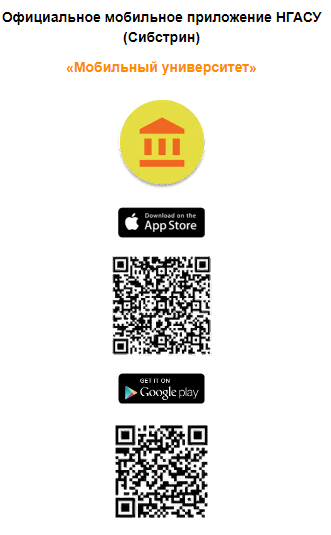 Официальное мобильное приложение НГАСУ
(Сибстрин)
«Мобильный университет»
Download on the
App Store
GET IT ON
Google play